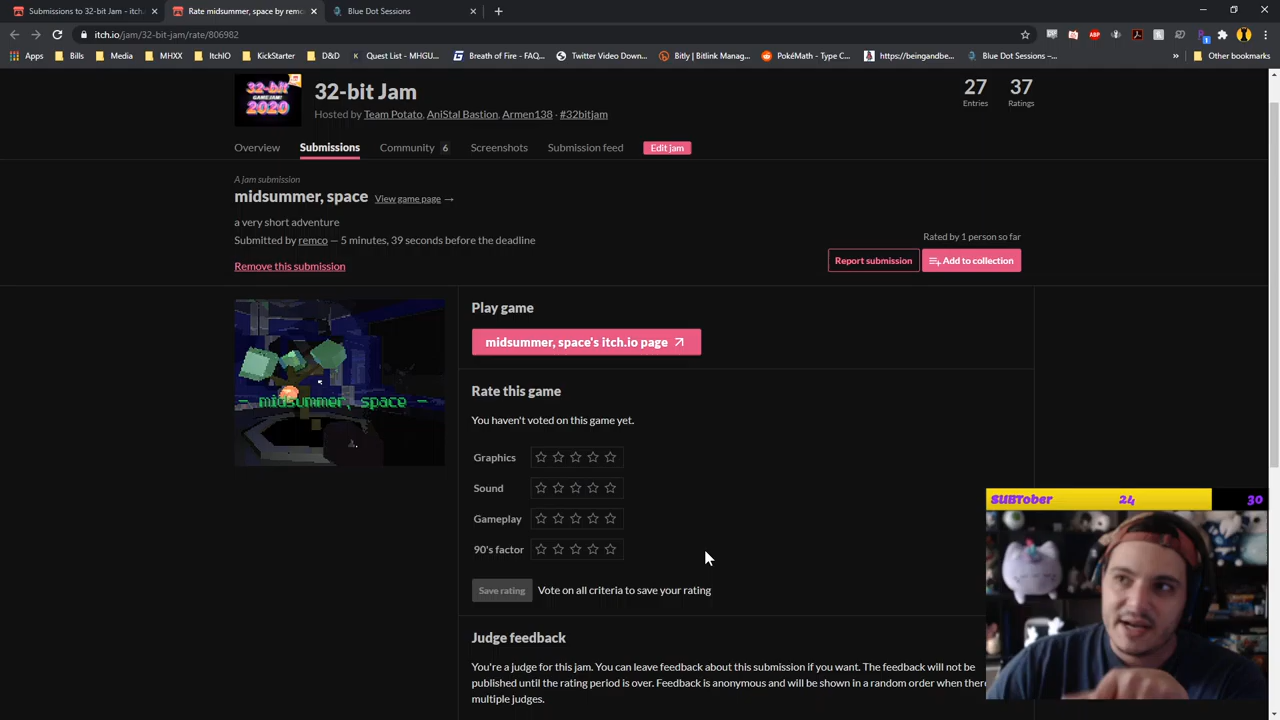 Submissions to 32-bit Jam - itch.
Rate midsummer, space by remc
Blue Dot Sessions
itch.io/jam/32-bit-jam/rate/806982
Apps Bills Media MHXX ItchIO KickStarter D&D Quest List - MHGU... Breath of Fire - FAQ... Twitter Video Down... Bitly | Bitlink Manag... PokéMath - Type C... https://beingandbe... Blue Dot Sessions –... » Other bookmarks
32-bit
GAMEJAM!
2020
32-bit Jam
Hosted by Team Potato, AniStal Bastion, Armen138 · #32bitjam
27 37
Entries Ratings
Overview Submissions Community 6 Screenshots Submission feed Edit jam
A jam submission
midsummer, space View game page →
a very short adventure
Submitted by remco — 5 minutes, 39 seconds before the deadline
Rated by 1 person so far
Remove this submission
Report submission Add to collection
- midsummer, space -
Play game
midsummer, space's itch.io page
Rate this game
You haven't voted on this game yet.
Graphics
Sound
Gameplay
90's factor
Save rating Vote on all criteria to save your rating
Judge feedback
You're a judge for this jam. You can leave feedback about this submission if you want. The feedback will not be
published until the rating period is over. Feedback is anonymous and will be shown in a random order when there
multiple judges.
SUBTober 24 30